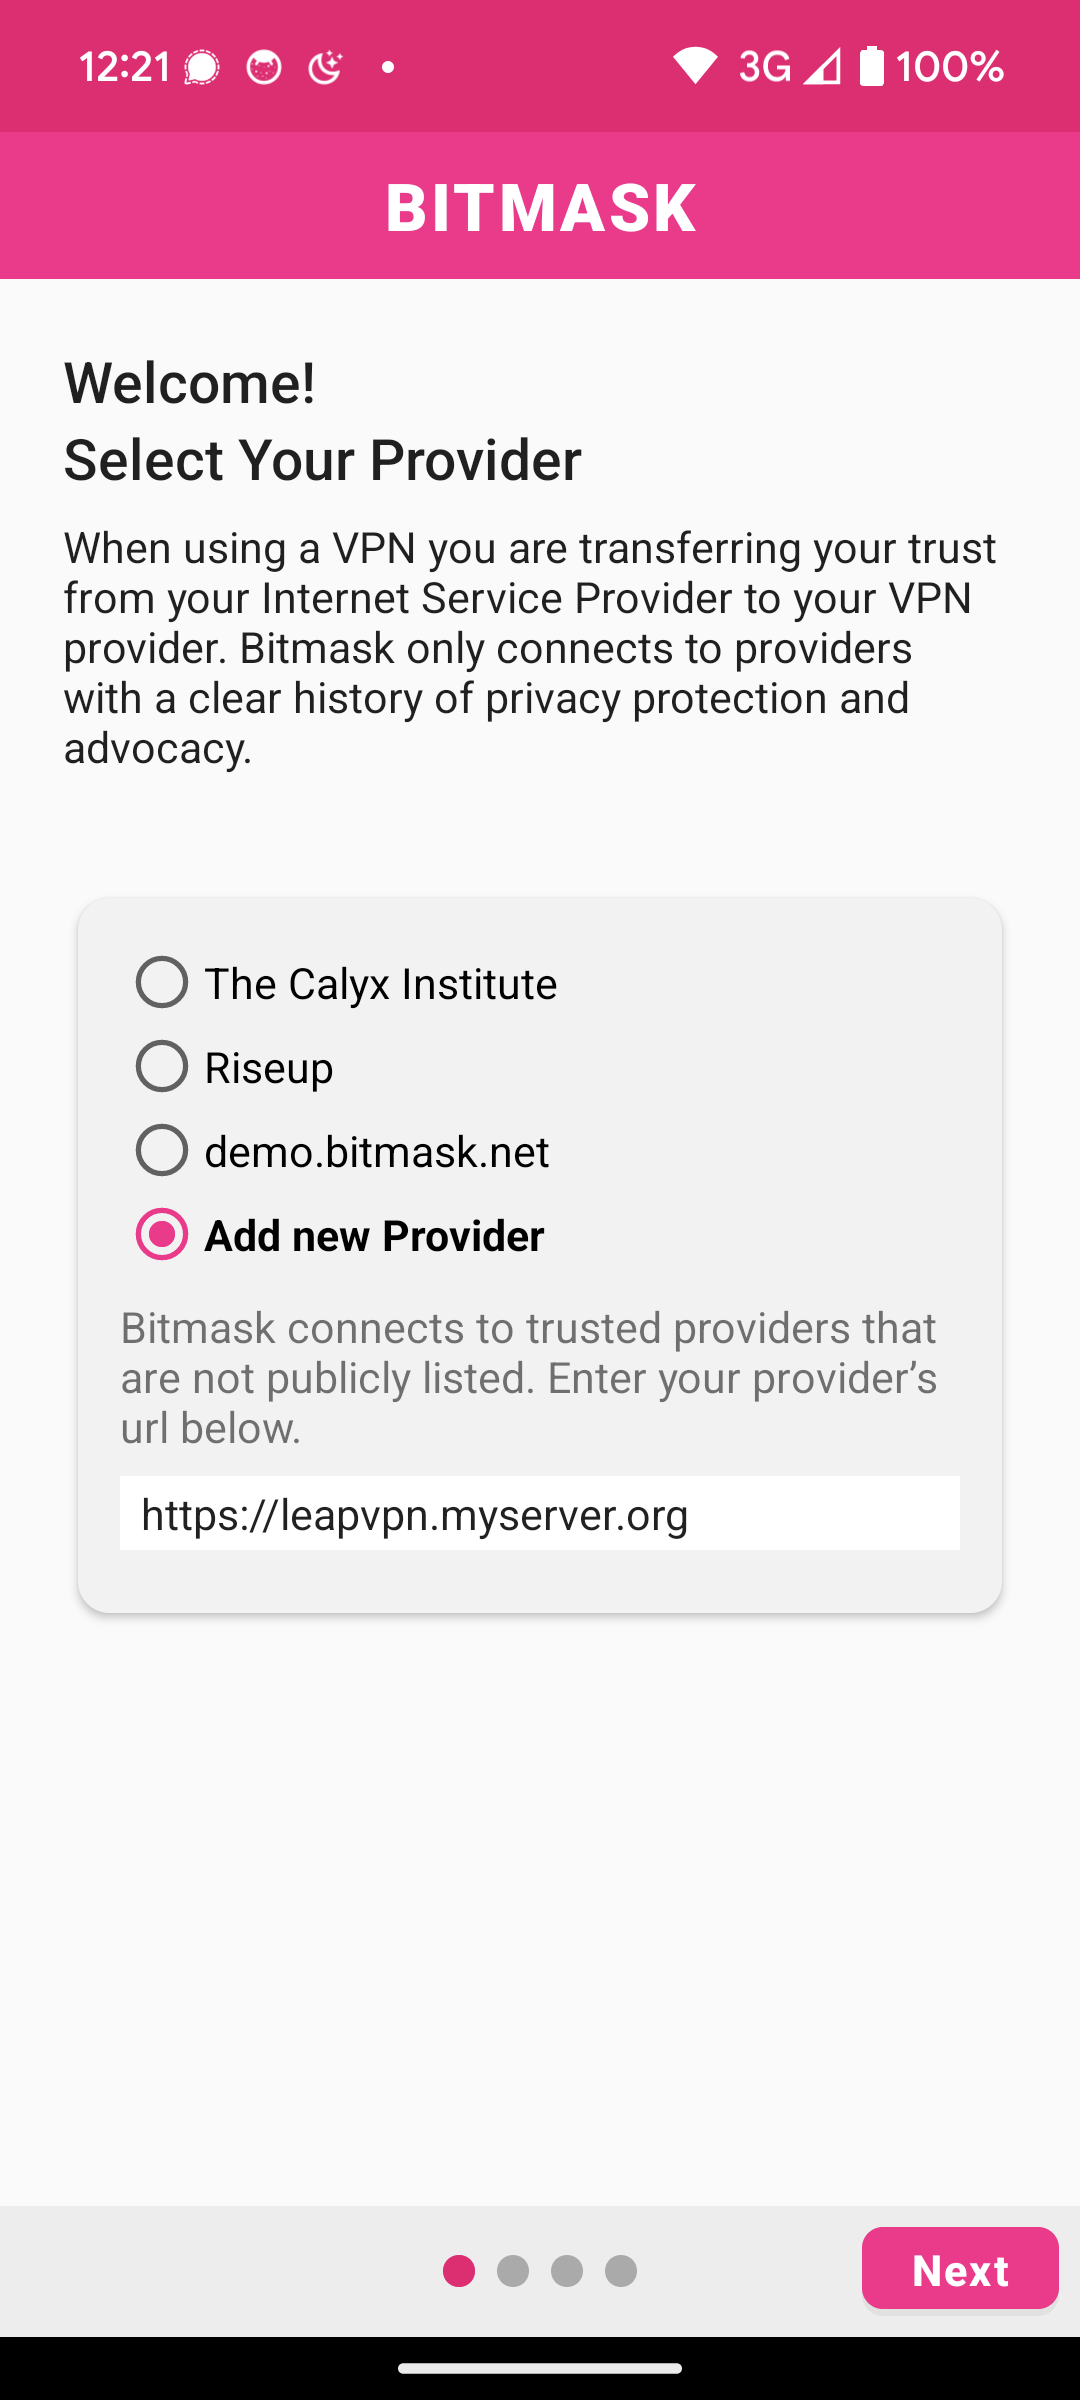 12:21
3G
100%
BITMASK
Welcome!
Select Your Provider
When using a VPN you are transferring your trust
from your Internet Service Provider to your VPN
provider. Bitmask only connects to providers
with a clear history of privacy protection and
advocacy.
The Calyx Institute
Riseup
demo.bitmask.net
Add new Provider
Bitmask connects to trusted providers that
are not publicly listed. Enter your provider’s
url below.
https://leapvpn.myserver.org
Next